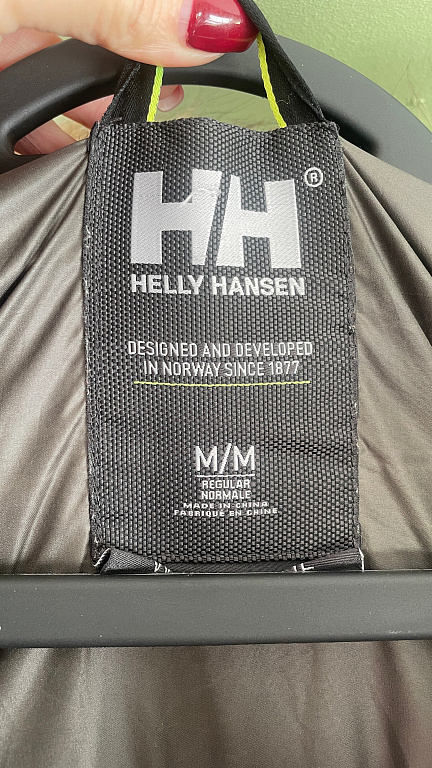 HH®
HELLY HANSEN
DESIGNED AND DEVELOPED
IN NORWAY SINCE 1877
M/M
REGULAR
NORMALE
MADE IN CHINA
FABRIQUÉ EN CHINE